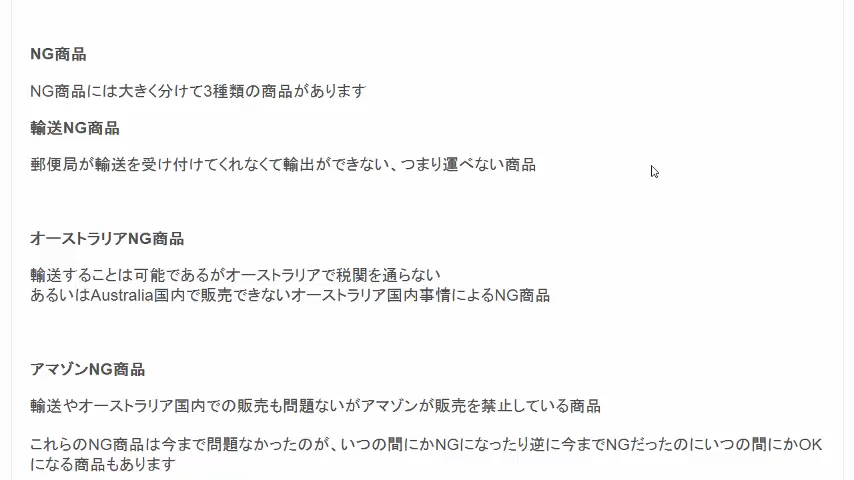 NG商品
NG商品には大きく分けて3種類の商品があります
輸送NG商品
郵便局が輸送を受け付けてくれなくて輸出ができない、つまり運べない商品
オーストラリアNG商品
輸送することは可能であるがオーストラリアで税関を通らない
あるいはAustralia国内で販売できないオーストラリア国内事情によるNG商品
アマゾンNG商品
輸送やオーストラリア国内での販売も問題ないがアマゾンが販売を禁止している商品
これらのNG商品は今まで問題なかったのが、いつの間にかNGになったり逆に今までNGだったのにいつの間にかOK
になる商品もあります